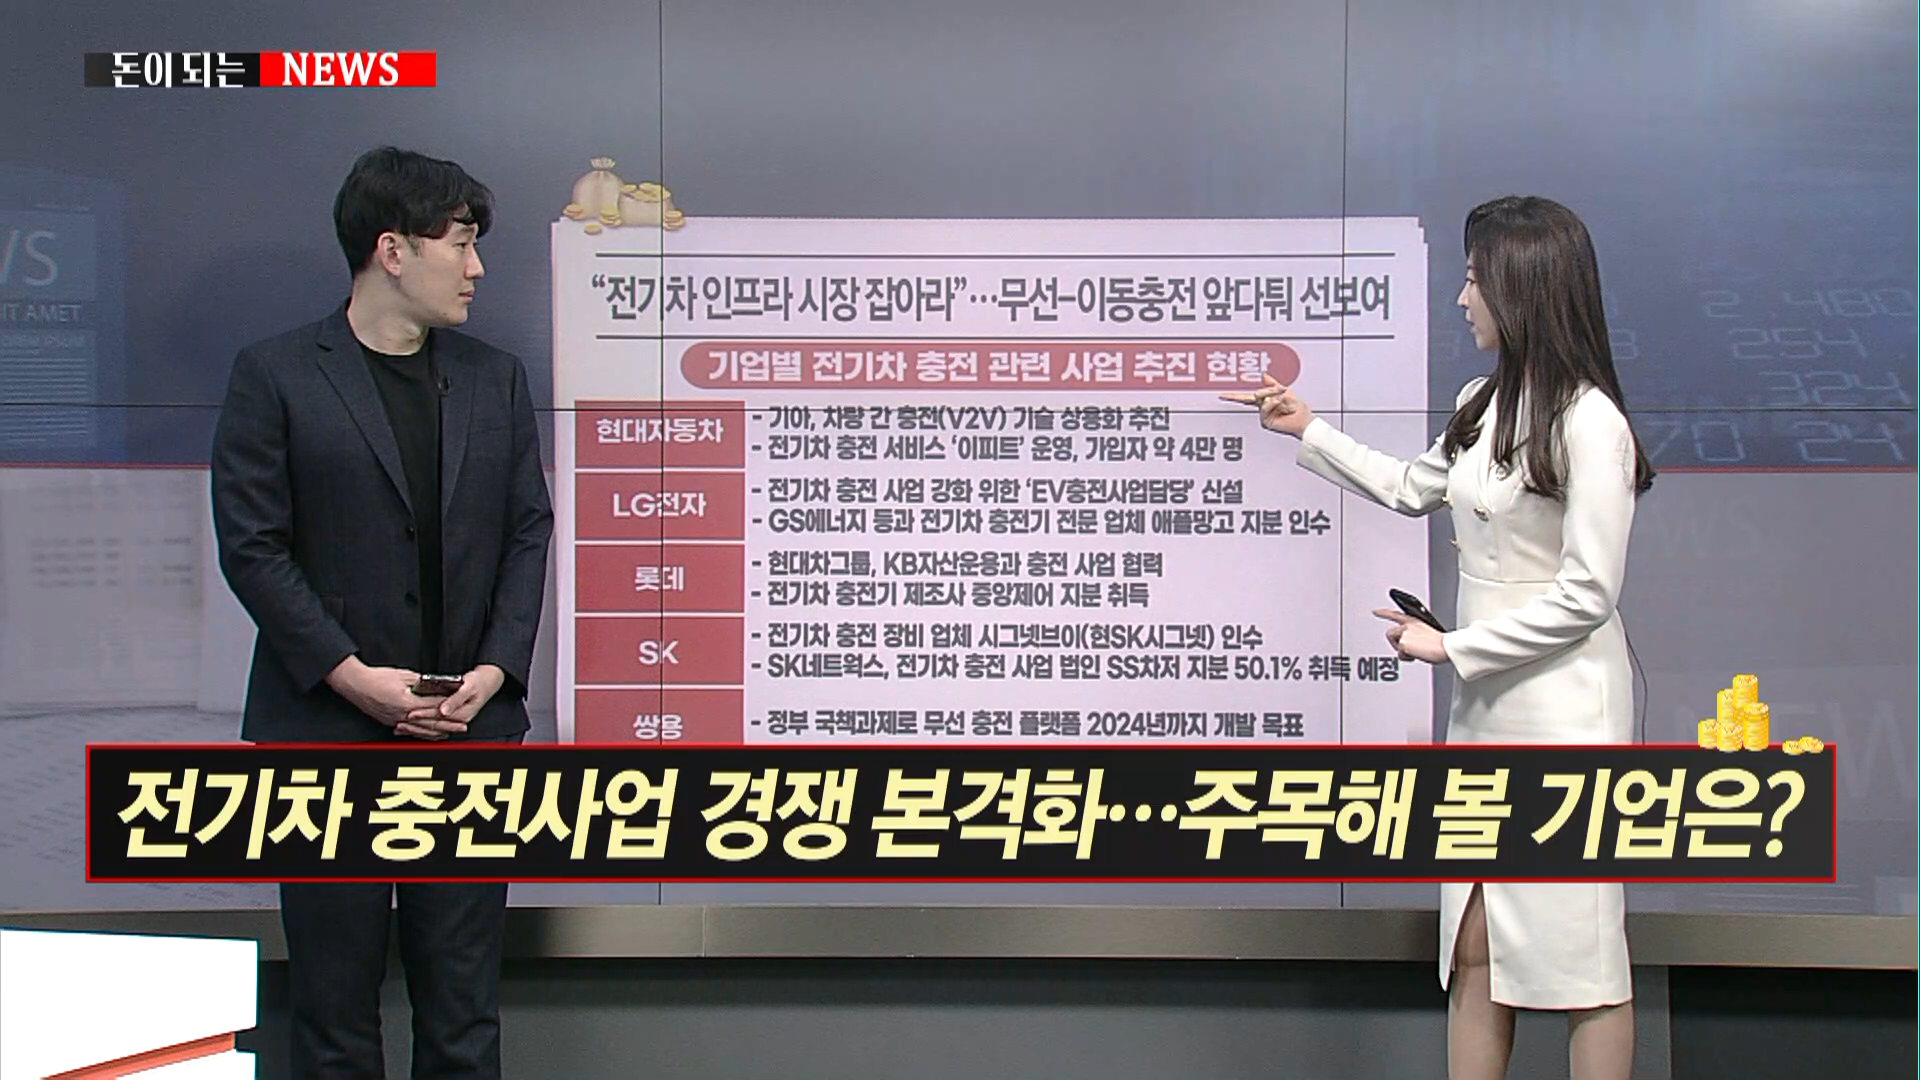 돈이 되는 NEWS
"전기차 인프라 시장 잡아라"…무선-이동충전 앞다퉈 선보여
기업별 전기차 충전 관련 사업 추진 현황
현대자동차
- 기아, 차량 간 충전(V2V) 기술 상용화 추진
- 전기차 충전 서비스 '이피트' 운영, 가입자 약 4만 명
LG전자
- 전기차 충전 사업 강화 위한 'EV충전사업담당' 신설
- GS에너지 등과 전기차 충전기 전문 업체 애플망고 지분 인수
롯데
- 현대차그룹, KB자산운용과 충전 사업 협력
- 전기차 충전기 제조사 중앙제어 지분 취득
SK
- 전기차 충전 장비 업체 시그넷브이(현SK시그넷) 인수
- SK네트웍스, 전기차 충전 사업 법인 SS차저 지분 50.1% 취득 예정
쌍용
- 정부 국책과제로 무선 충전 플랫폼 2024년까지 개발 목표
전기차 충전사업 경쟁 본격화…주목해 볼 기업은?
WS
IT AMET
2 480
254
324
70 24